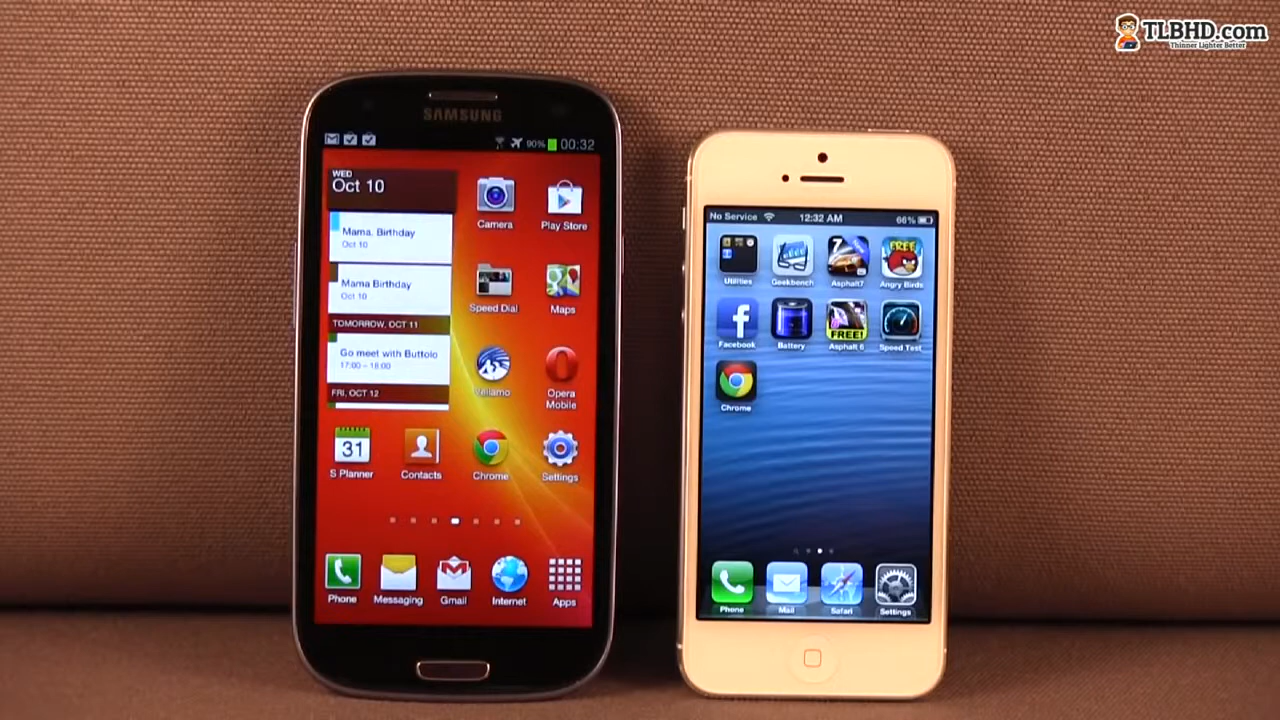 TLBHD.com
Thinner Lighter Better
SAMSUNG
90% 00:32
WED
Oct 10
Mama. Birthday
Oct 10
Mama Birthday
Oct 10
TOMORROW, OCT 11
Go meet with Buttolo
17:00 – 18:00
FRI, OCT 12
Camera
Play Store
Speed Dial
Maps
Vellamo
Opera
Mobile
31
S Planner
Contacts
Chrome
Settings
Phone
Messaging
Gmail
Internet
Apps
No Service 12:32 AM 66%
Utilities
Geekbench
7
Asphalt7
FREE
Angry Birds
Facebook
Battery
FREE!
Asphalt 6
Speed Test
Chrome
Phone
Mail
Safari
Settings